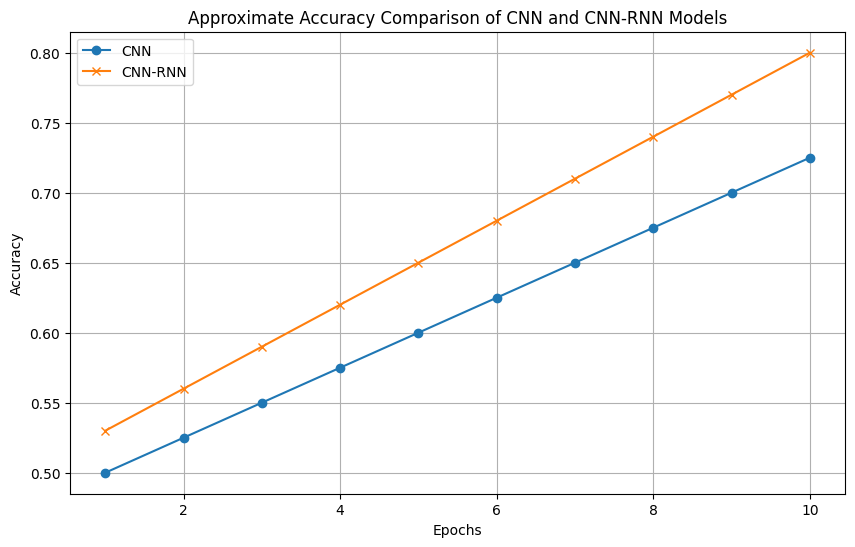 Approximate Accuracy Comparison of CNN and CNN-RNN Models
CNN
CNN-RNN
0.80
0.75
0.70
0.65
0.60
0.55
0.50
Accuracy
2 4 6 8 10
Epochs